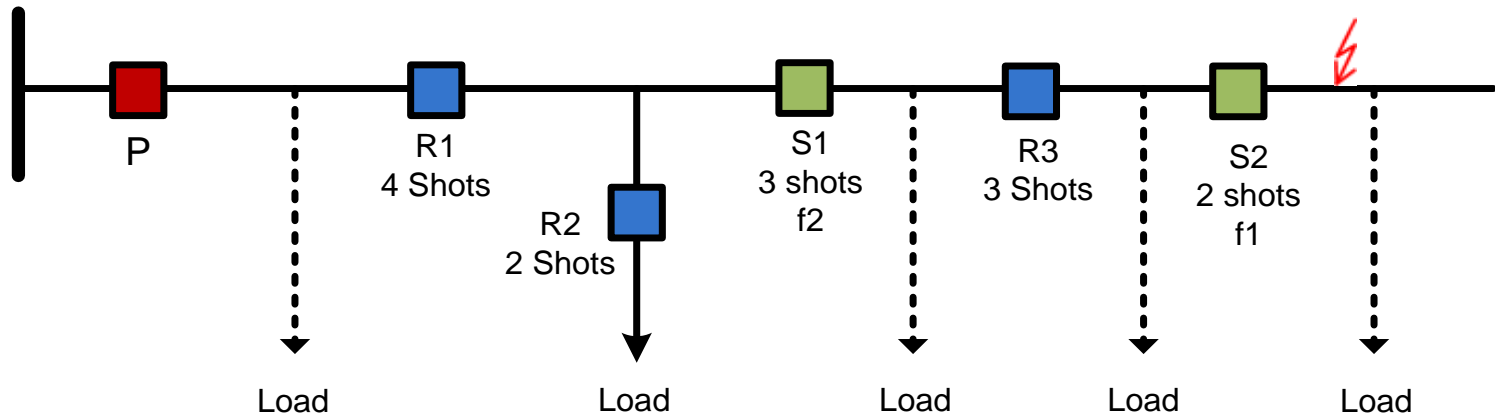 P
R1
4 Shots
R2
2 Shots
S1
3 shots
f2
R3
3 Shots
S2
2 shots
f1
Load
Load
Load
Load
Load